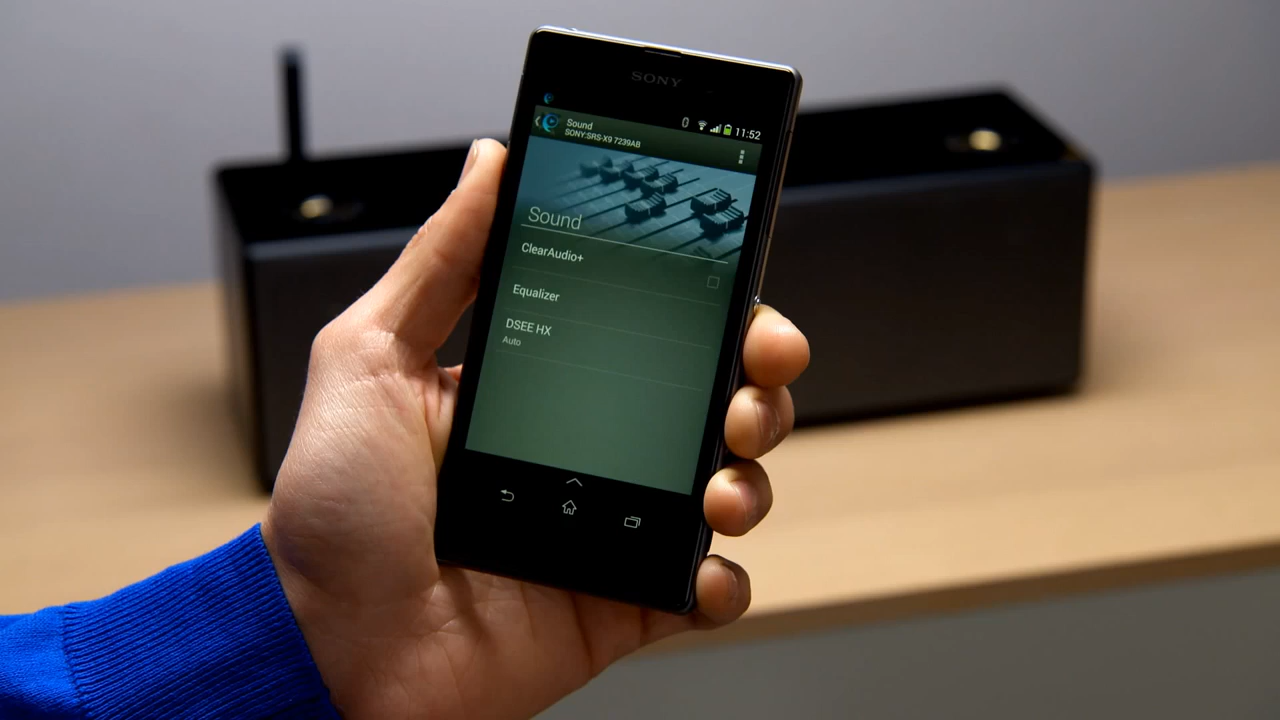 SONY
11:52
Sound
SONY:SRS-X9 7239AB
Sound
ClearAudio+
Equalizer
DSEE HX
Auto